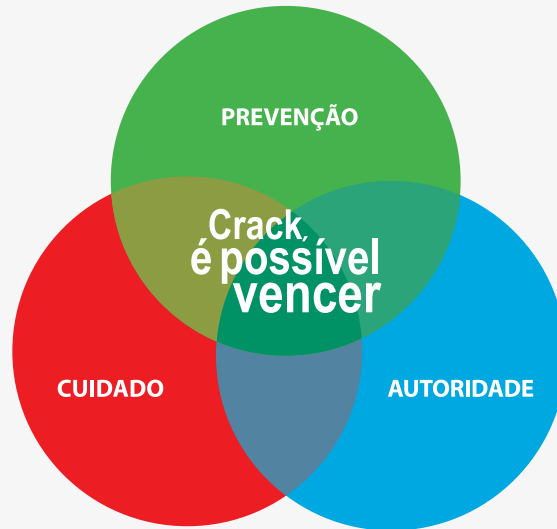 PREVENÇÃO
Crack,
é possível
vencer
CUIDADO
AUTORIDADE